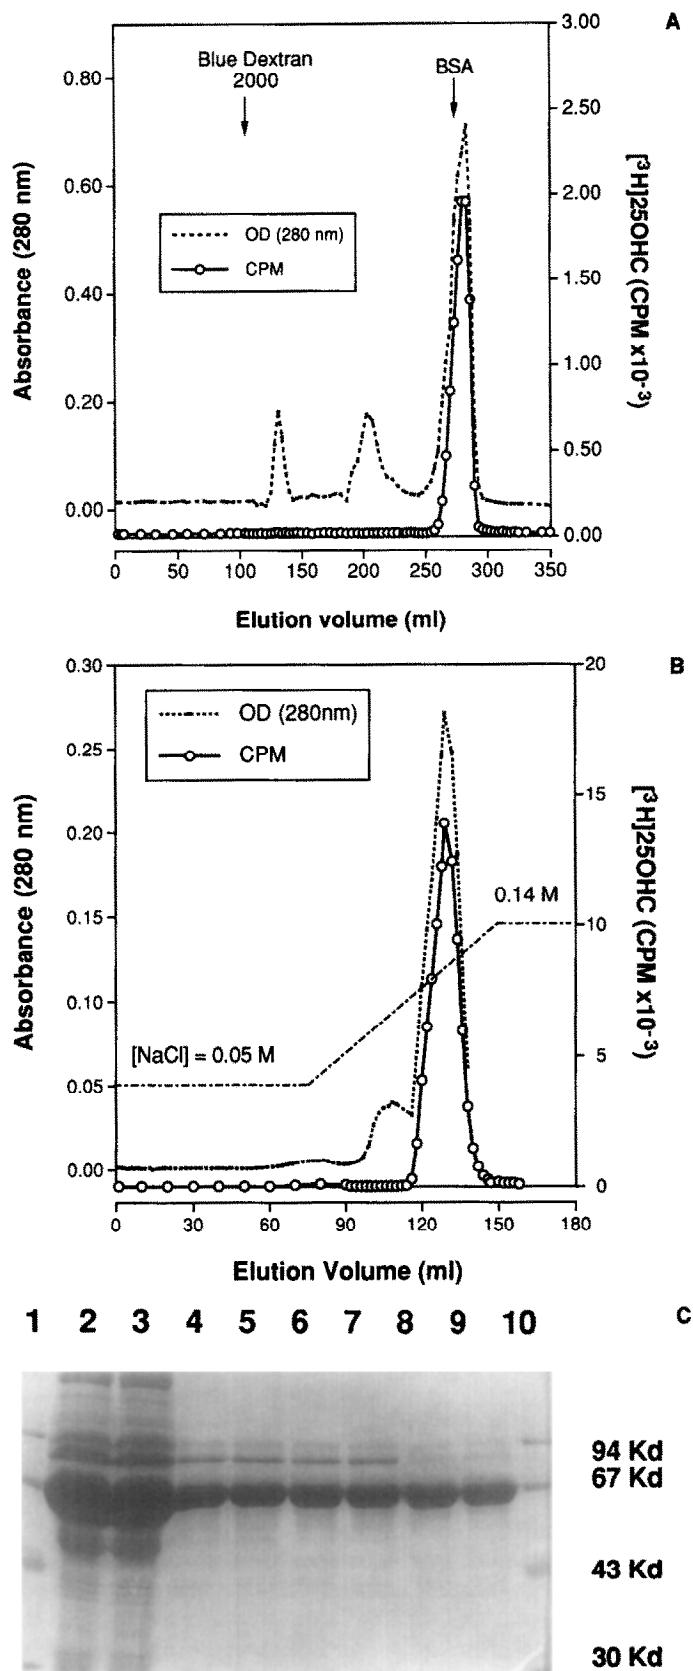 A
Blue Dextran
2000
BSA
OD (280 nm)
CPM
0.80
0.60
0.40
0.20
0.00
Absorbance (280 nm)
3.00
2.50
2.00
1.50
1.00
0.50
0.00
[³H]25OHC (CPM x10⁻³)
0 50 100 150 200 250 300 350
Elution volume (ml)
B
OD (280nm)
CPM
0.30
0.25
0.20
0.15
0.10
0.05
0.00
Absorbance (280 nm)
20
15
10
5
0
[³H]25OHC (CPM x10⁻³)
0.14 M
[NaCl] = 0.05 M
0 30 60 90 120 150 180
Elution Volume (ml)
C
1 2 3 4 5 6 7 8 9 10
94 Kd
67 Kd
43 Kd
30 Kd